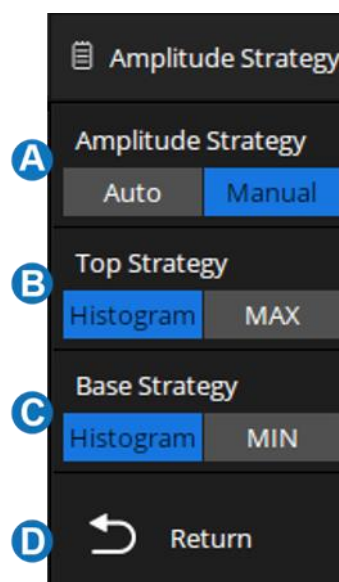 Amplitude Strategy
A
Amplitude Strategy
Auto Manual
B
Top Strategy
Histogram MAX
C
Base Strategy
Histogram MIN
D
Return